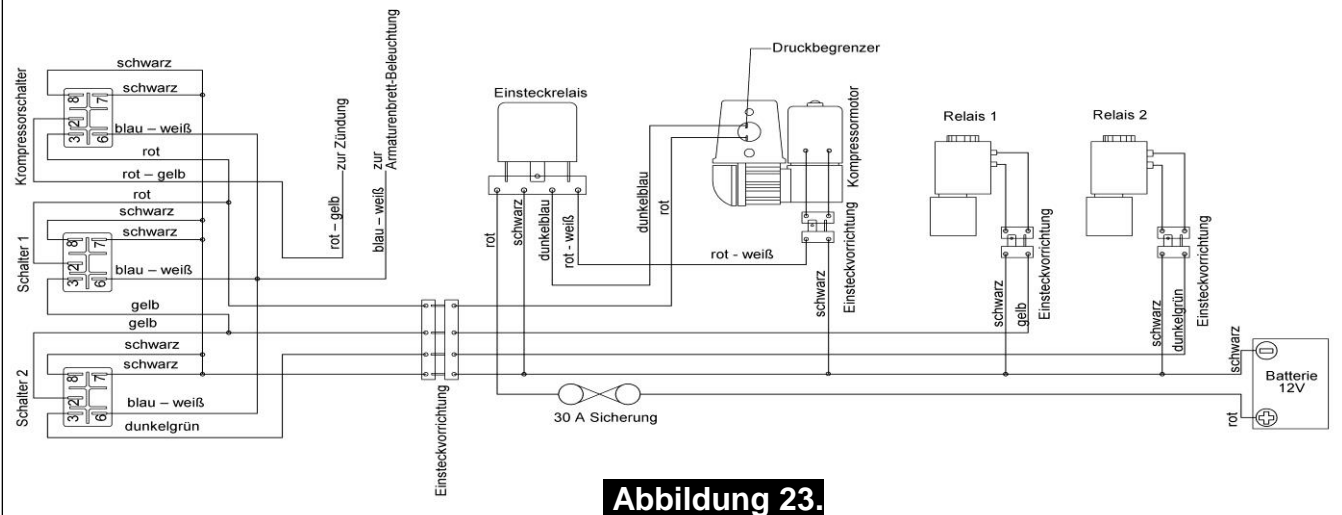 Krompressorschalter
schwarz
schwarz
8
7
2
3
6
blau – weiß
rot
rot – gelb
rot
Schalter 1
schwarz
schwarz
8
7
2
3
6
blau – weiß
gelb
gelb
Schalter 2
schwarz
schwarz
8
7
2
3
6
blau – weiß
dunkelgrün
rot – gelb
zur Zündung
blau – weiß
zur
Armaturenbrett-Beleuchtung
Einsteckvorrichtung
Einsteckrelais
rot
schwarz
dunkelblau
rot - weiß
30 A Sicherung
dunkelblau
rot
Druckbegrenzer
Kompressormotor
rot - weiß
schwarz
Einsteckvorrichtung
Relais 1
schwarz
gelb
Einsteckvorrichtung
Relais 2
schwarz
dunkelgrün
Einsteckvorrichtung
schwarz
rot
Batterie
12V
Abbildung 23.